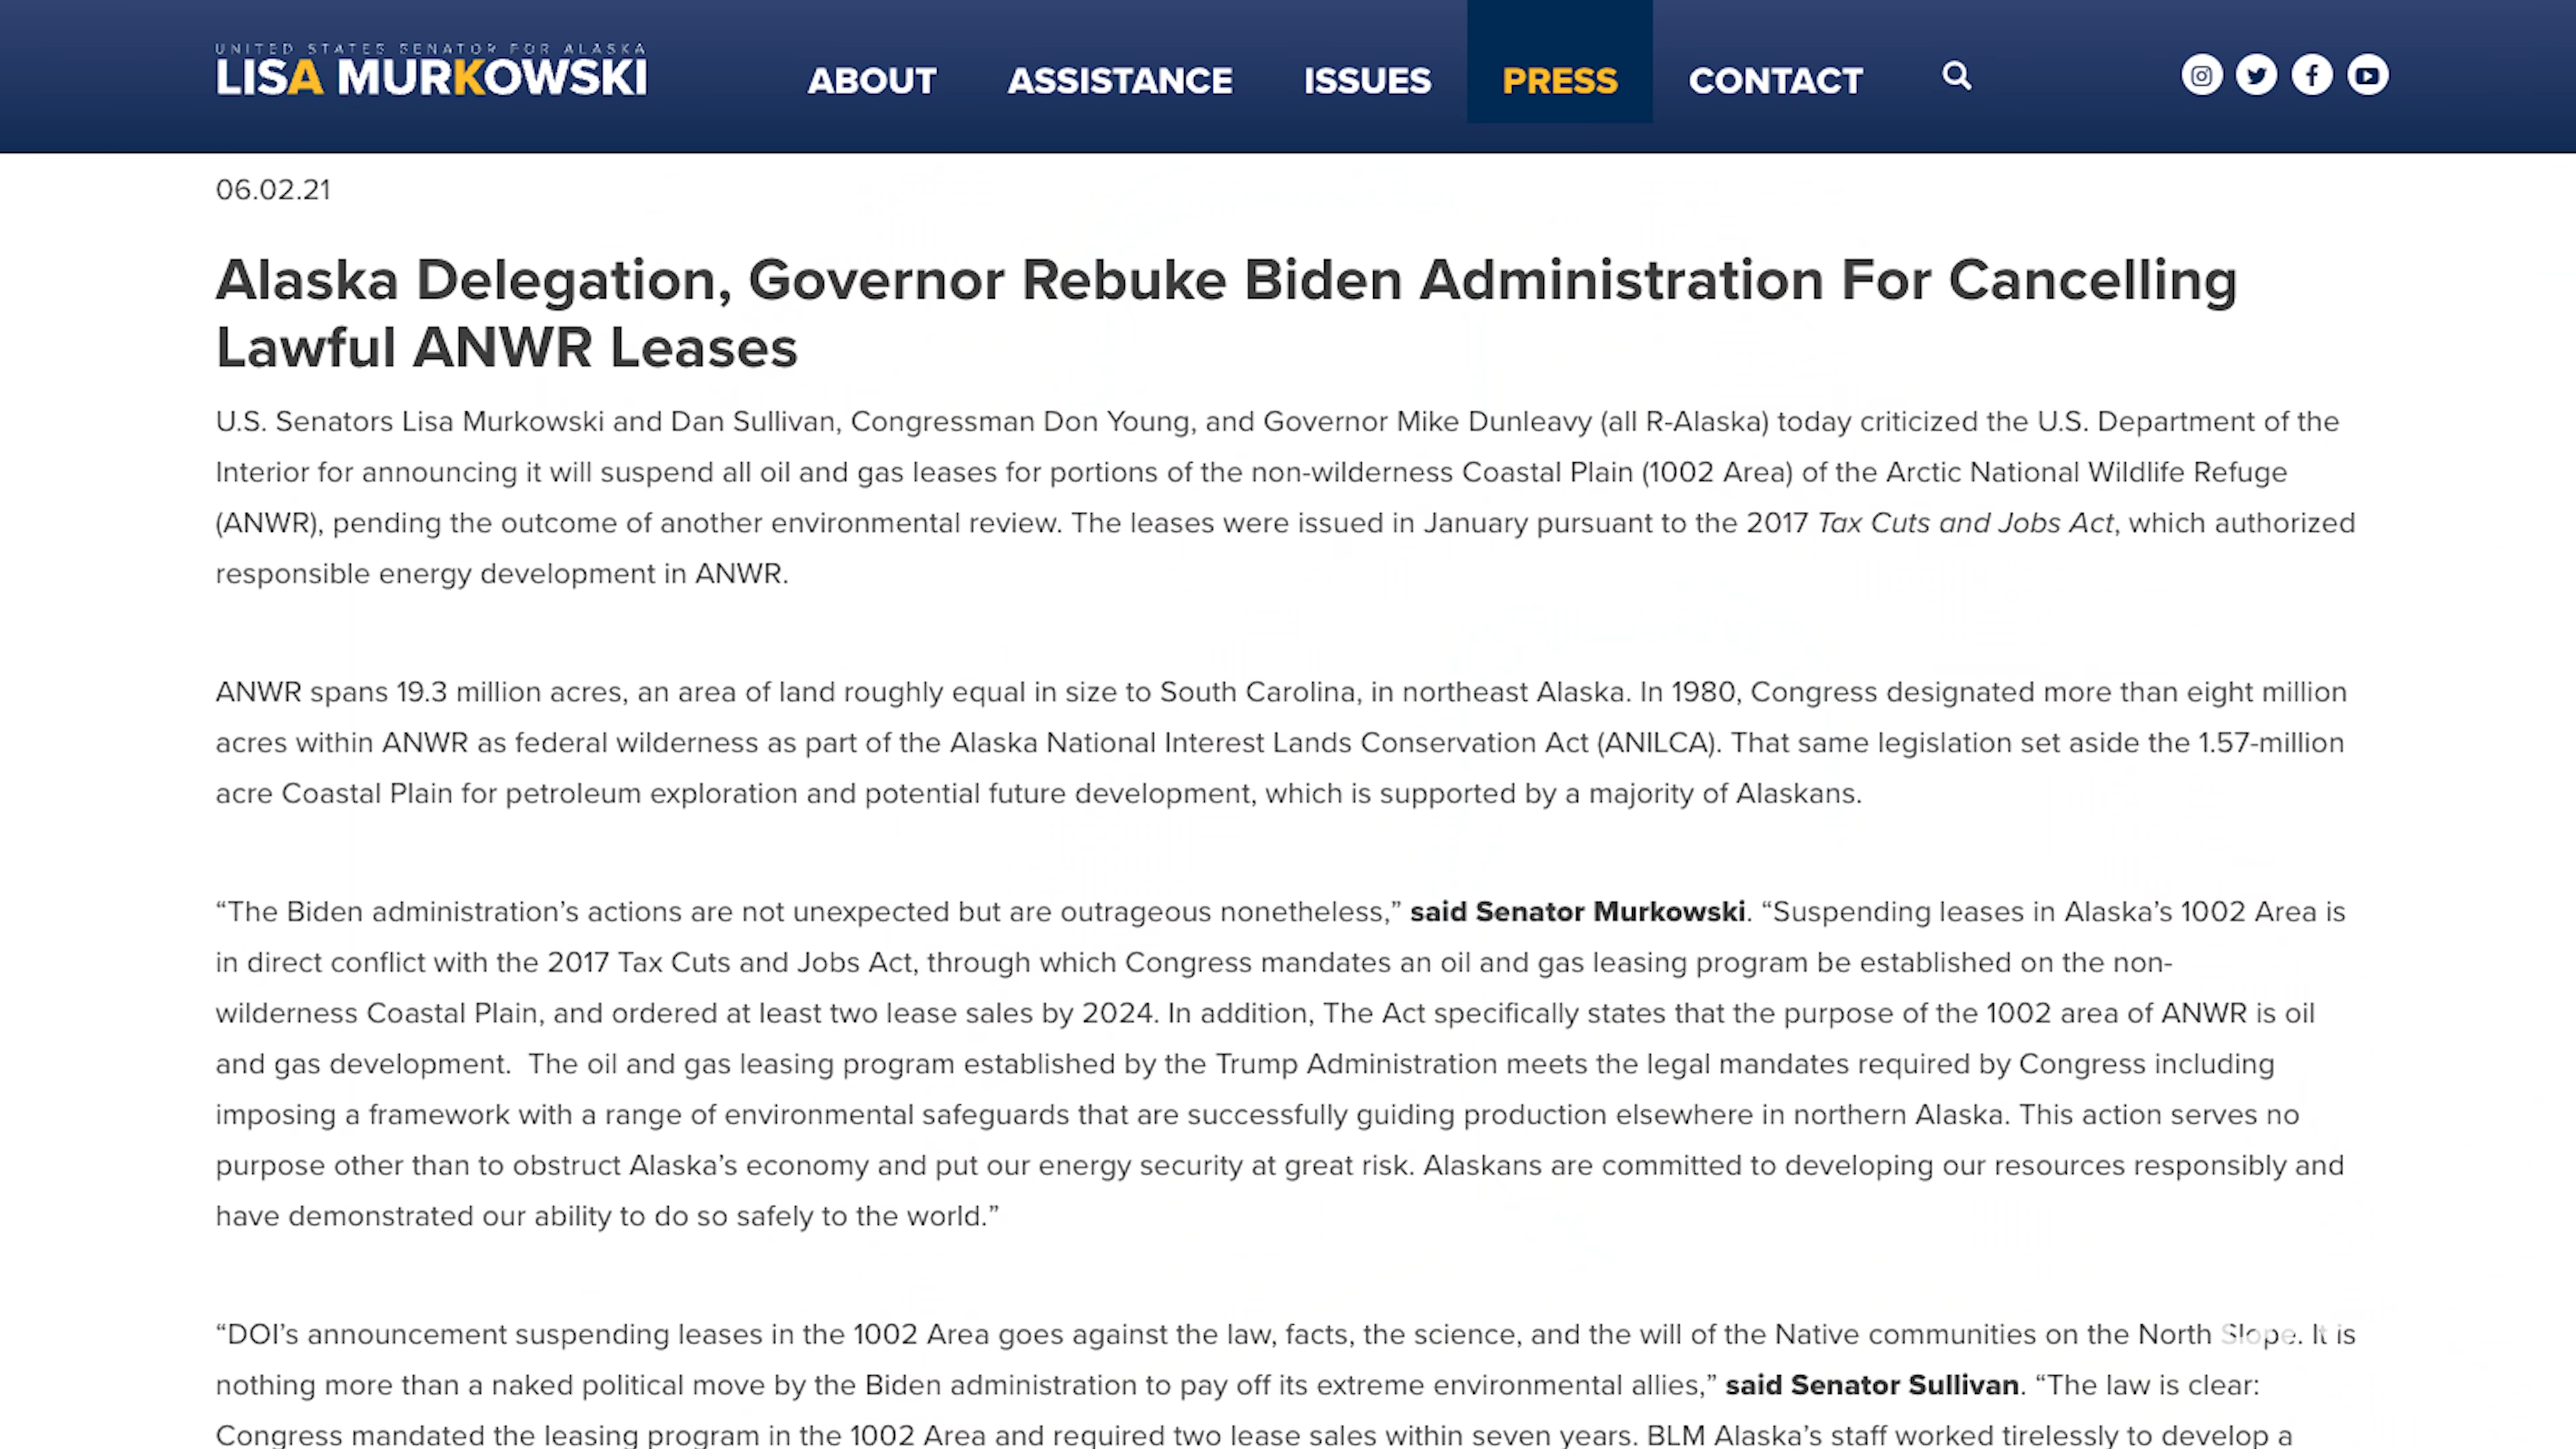 UNITED STATES SENATOR FOR ALASKA
LISA MURKOWSKI
ABOUT ASSISTANCE ISSUES PRESS CONTACT
06.02.21
Alaska Delegation, Governor Rebuke Biden Administration For Cancelling
Lawful ANWR Leases
U.S. Senators Lisa Murkowski and Dan Sullivan, Congressman Don Young, and Governor Mike Dunleavy (all R-Alaska) today criticized the U.S. Department of the
Interior for announcing it will suspend all oil and gas leases for portions of the non-wilderness Coastal Plain (1002 Area) of the Arctic National Wildlife Refuge
(ANWR), pending the outcome of another environmental review. The leases were issued in January pursuant to the 2017 Tax Cuts and Jobs Act, which authorized
responsible energy development in ANWR.
ANWR spans 19.3 million acres, an area of land roughly equal in size to South Carolina, in northeast Alaska. In 1980, Congress designated more than eight million
acres within ANWR as federal wilderness as part of the Alaska National Interest Lands Conservation Act (ANILCA). That same legislation set aside the 1.57-million
acre Coastal Plain for petroleum exploration and potential future development, which is supported by a majority of Alaskans.
“The Biden administration’s actions are not unexpected but are outrageous nonetheless,” said Senator Murkowski. “Suspending leases in Alaska’s 1002 Area is
in direct conflict with the 2017 Tax Cuts and Jobs Act, through which Congress mandates an oil and gas leasing program be established on the non-
wilderness Coastal Plain, and ordered at least two lease sales by 2024. In addition, The Act specifically states that the purpose of the 1002 area of ANWR is oil
and gas development.  The oil and gas leasing program established by the Trump Administration meets the legal mandates required by Congress including
imposing a framework with a range of environmental safeguards that are successfully guiding production elsewhere in northern Alaska. This action serves no
purpose other than to obstruct Alaska’s economy and put our energy security at great risk. Alaskans are committed to developing our resources responsibly and
have demonstrated our ability to do so safely to the world.”
“DOI’s announcement suspending leases in the 1002 Area goes against the law, facts, the science, and the will of the Native communities on the North Slope. It is
nothing more than a naked political move by the Biden administration to pay off its extreme environmental allies,” said Senator Sullivan. “The law is clear:
Congress mandated the leasing program in the 1002 Area and required two lease sales within seven years. BLM Alaska’s staff worked tirelessly to develop a